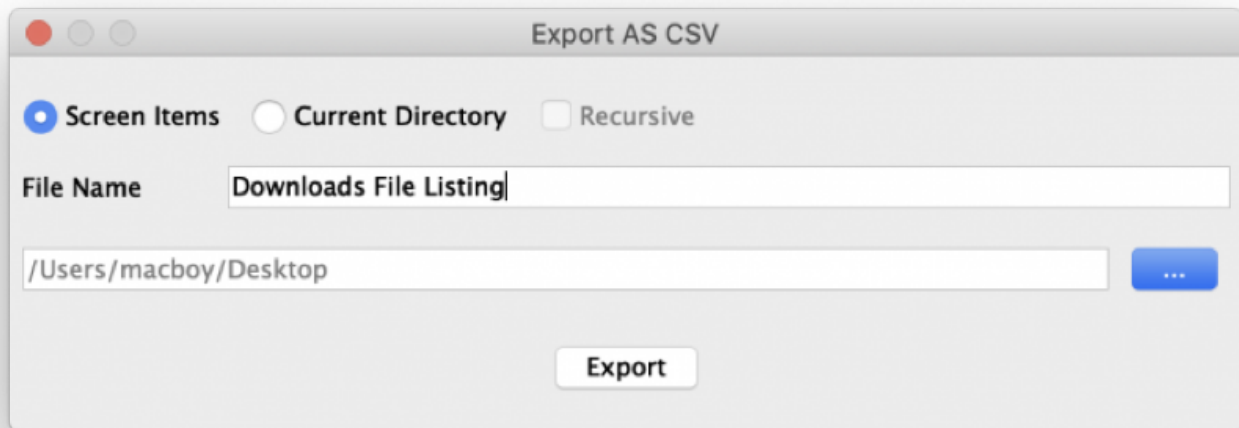 Export AS CSV
Screen Items Current Directory Recursive
File Name Downloads File Listing
/Users/macboy/Desktop ...
Export